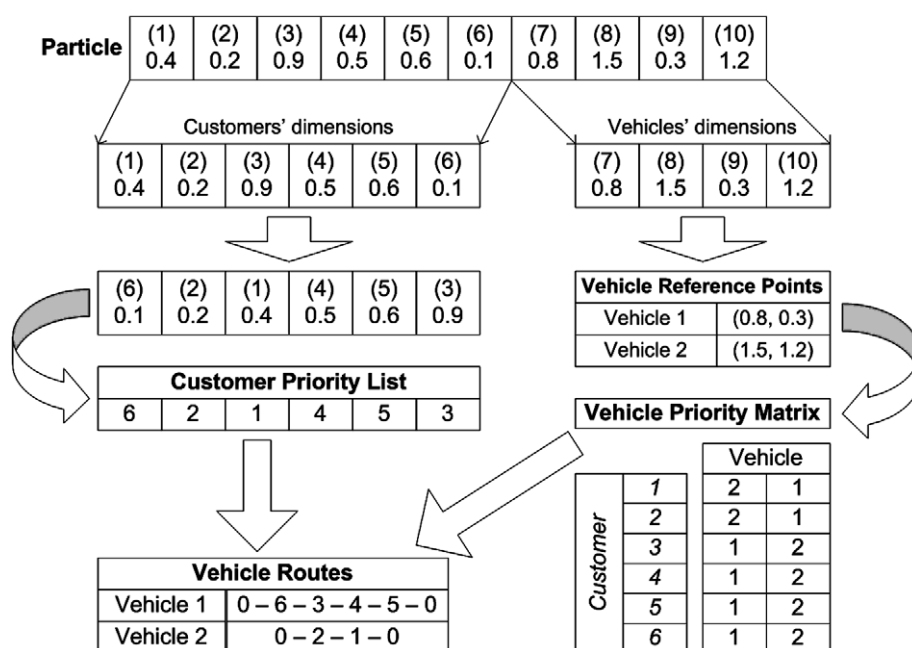 Particle
(1) (2) (3) (4) (5) (6) (7) (8) (9) (10)
0.4 0.2 0.9 0.5 0.6 0.1 0.8 1.5 0.3 1.2
Customers' dimensions
(1) (2) (3) (4) (5) (6)
0.4 0.2 0.9 0.5 0.6 0.1
Vehicles' dimensions
(7) (8) (9) (10)
0.8 1.5 0.3 1.2
(6) (2) (1) (4) (5) (3)
0.1 0.2 0.4 0.5 0.6 0.9
Customer Priority List
6 2 1 4 5 3
Vehicle Reference Points
Vehicle 1 (0.8, 0.3)
Vehicle 2 (1.5, 1.2)
Vehicle Priority Matrix
Vehicle
Customer
1 2 1
2 2 1
3 1 2
4 1 2
5 1 2
6 1 2
Vehicle Routes
Vehicle 1 0 – 6 – 3 – 4 – 5 – 0
Vehicle 2 0 – 2 – 1 – 0